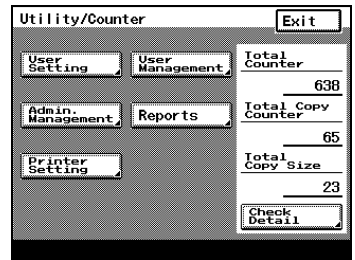 Utility/Counter
Exit
User
Setting
User
Management
Admin.
Management
Reports
Printer
Setting
Total
Counter
638
Total Copy
Counter
65
Total
Copy Size
23
Check
Detail